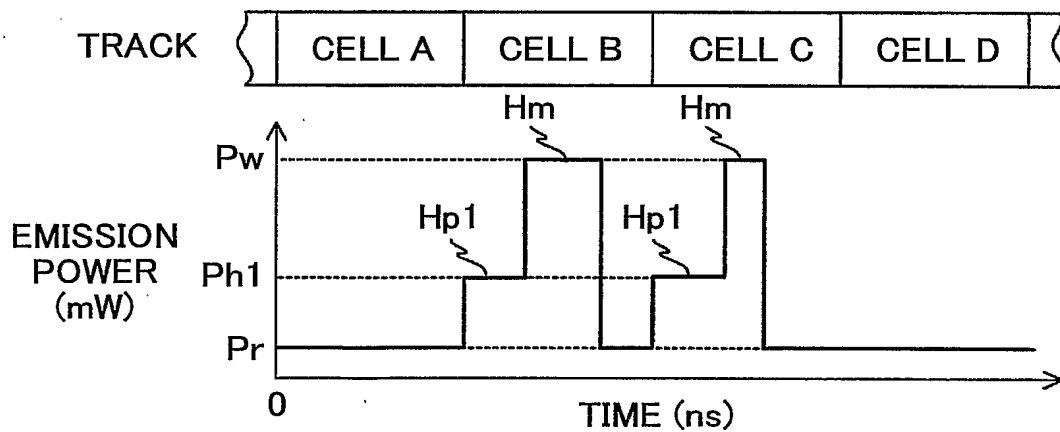 TRACK CELL A CELL B CELL C CELL D
Hm Hm
Pw
Hp1 Hp1
EMISSION
POWER
(mW)
Ph1
Pr
0 TIME (ns)